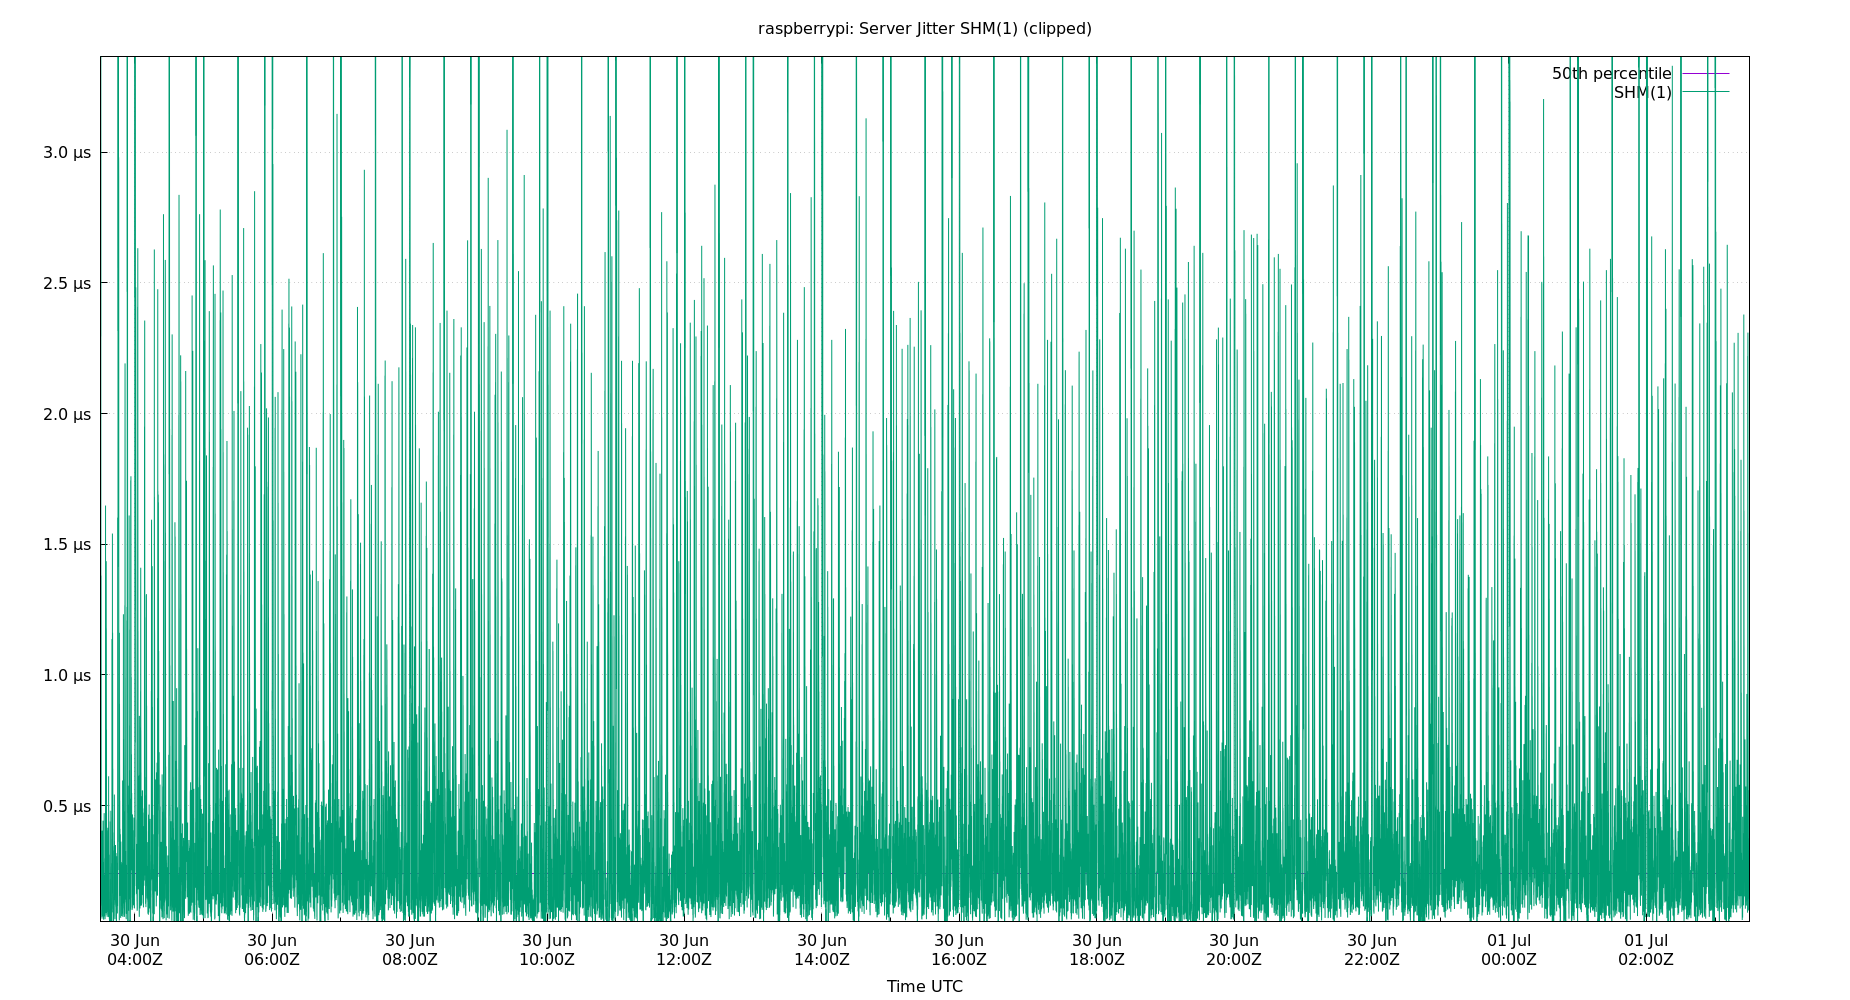 raspberrypi: Server Jitter SHM(1) (clipped)
50th percentile
SHM(1)
3.0 µs
2.5 µs
2.0 µs
1.5 µs
1.0 µs
0.5 µs
30 Jun 30 Jun 30 Jun 30 Jun 30 Jun 30 Jun 30 Jun 30 Jun 30 Jun 30 Jun 01 Jul 01 Jul
04:00Z 06:00Z 08:00Z 10:00Z 12:00Z 14:00Z 16:00Z 18:00Z 20:00Z 22:00Z 00:00Z 02:00Z
Time UTC